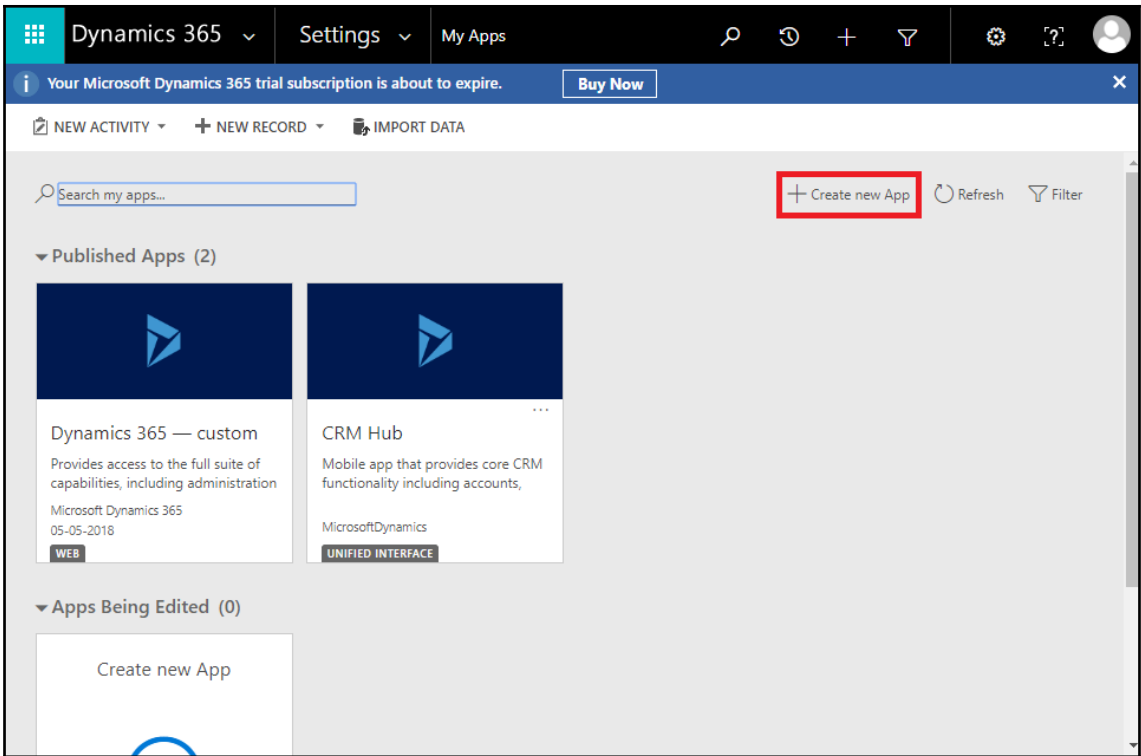 Dynamics 365 Settings My Apps
Your Microsoft Dynamics 365 trial subscription is about to expire. Buy Now
NEW ACTIVITY NEW RECORD IMPORT DATA
Search my apps... Create new App Refresh Filter
Published Apps (2)
Dynamics 365 — custom
Provides access to the full suite of
capabilities, including administration
Microsoft Dynamics 365
05-05-2018
WEB
CRM Hub
Mobile app that provides core CRM
functionality including accounts,
MicrosoftDynamics
UNIFIED INTERFACE
Apps Being Edited (0)
Create new App